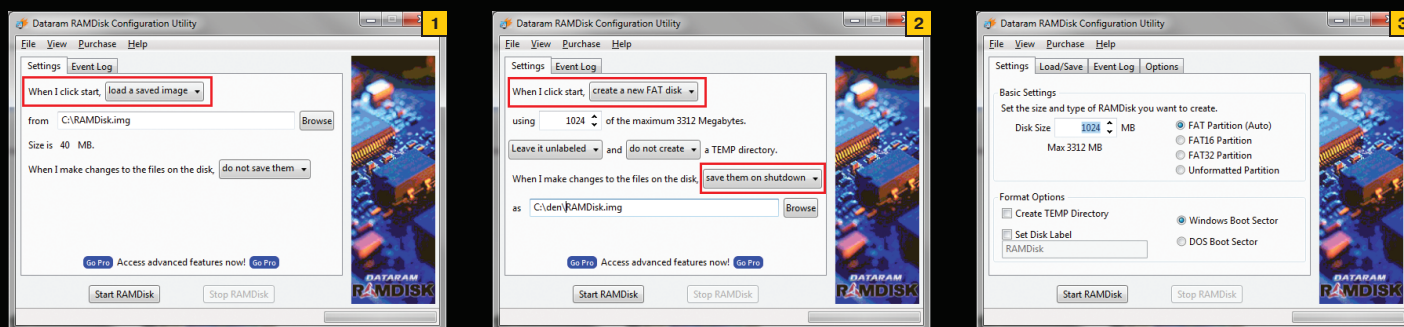 Dataram RAMDisk Configuration Utility
1
File View Purchase Help
Settings Event Log
When I click start, load a saved image
from C:\RAMDisk.img Browse
Size is 40 MB.
When I make changes to the files on the disk, do not save them
Go Pro Access advanced features now! Go Pro
DATARAM
RAMDISK
Start RAMDisk Stop RAMDisk
Dataram RAMDisk Configuration Utility
2
File View Purchase Help
Settings Event Log
When I click start, create a new FAT disk
using 1024 of the maximum 3312 Megabytes.
Leave it unlabeled and do not create a TEMP directory.
When I make changes to the files on the disk, save them on shutdown
as C:\den\RAMDisk.img Browse
Go Pro Access advanced features now! Go Pro
DATARAM
RAMDISK
Start RAMDisk Stop RAMDisk
Dataram RAMDisk Configuration Utility
3
File View Purchase Help
Settings Load/Save Event Log Options
Basic Settings
Set the size and type of RAMDisk you want to create.
Disk Size 1024 MB FAT Partition (Auto)
Max 3312 MB FAT16 Partition
FAT32 Partition
Unformatted Partition
Format Options
Create TEMP Directory Windows Boot Sector
Set Disk Label
RAMDisk DOS Boot Sector
DATARAM
RAMDISK
Start RAMDisk Stop RAMDisk